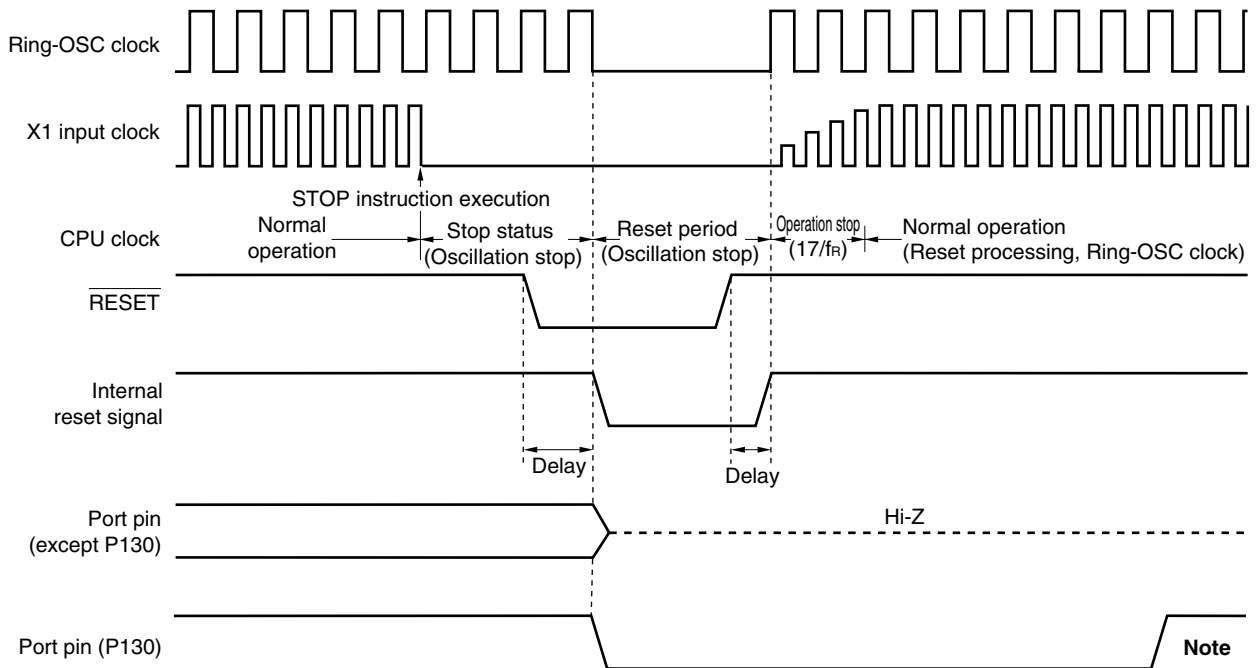 Ring-OSC clock
X1 input clock
STOP instruction execution
CPU clock
Normal
operation
Stop status
(Oscillation stop)
Reset period
(Oscillation stop)
Operation stop
(17/fR)
Normal operation
(Reset processing, Ring-OSC clock)
RESET
Internal
reset signal
Delay
Delay
Port pin
(except P130)
Hi-Z
Port pin (P130)
Note